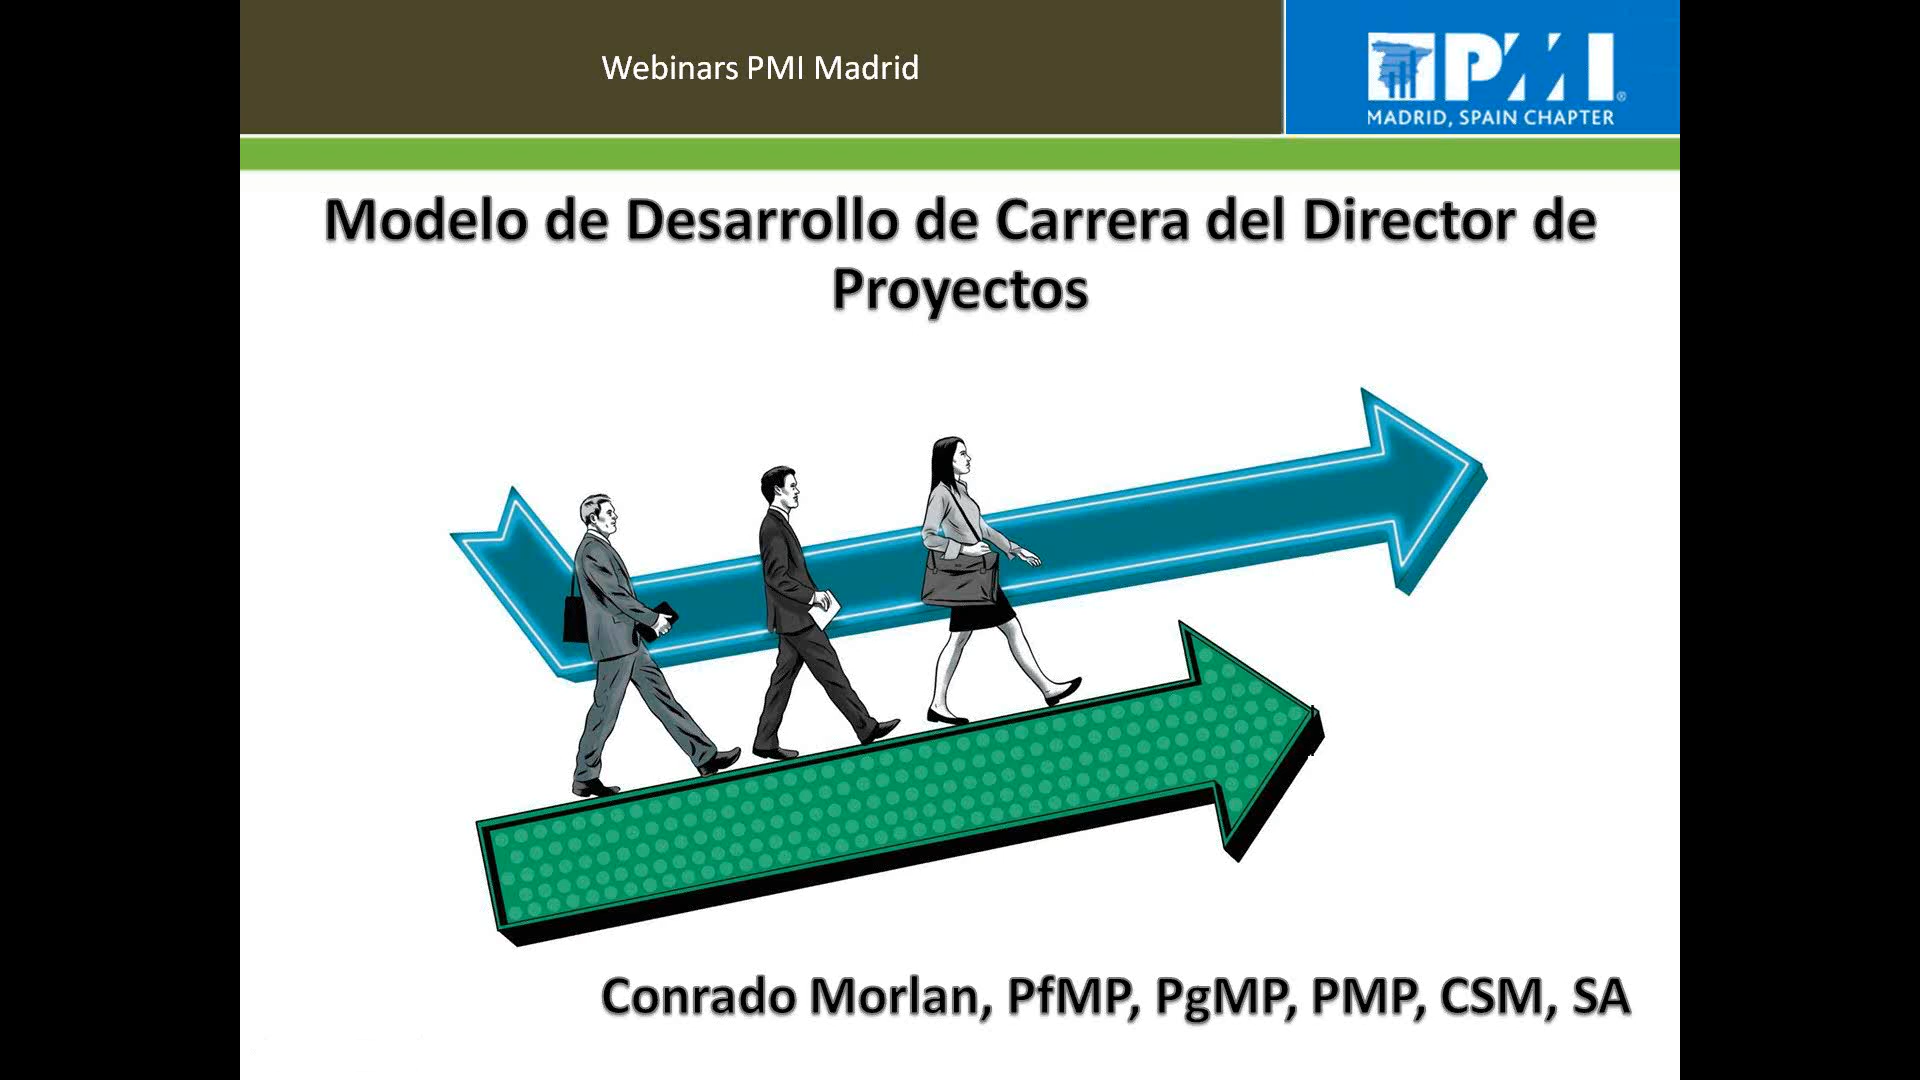 Webinars PMI Madrid
PMI®
MADRID, SPAIN CHAPTER
Modelo de Desarrollo de Carrera del Director de
Proyectos
Conrado Morlan, PfMP, PgMP, PMP, CSM, SA